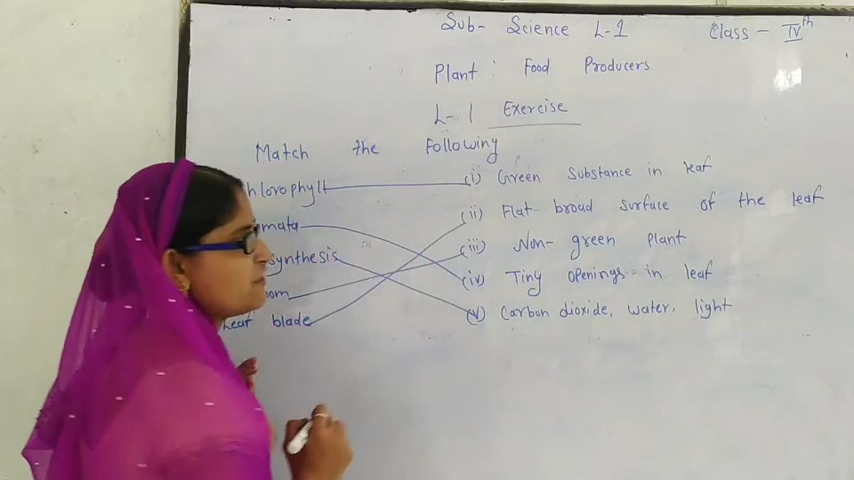 Sub- Science L-1 Class - IVth
Plant : Food Producers
L- 1 Exercise
Match the Following
hlorophyll (i) Green Substance in leaf
mata (ii) Flat broad surface of the leaf
synthesis (iii) Non-green plant
oom (iv) Tiny openings in leaf
Leaf blade (v) Carbon dioxide, water, light